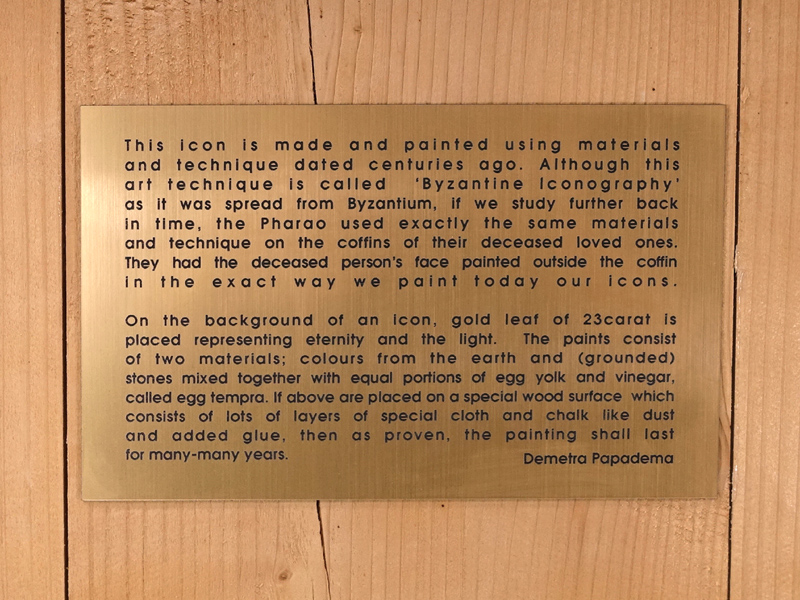 This icon is made and painted using materials
and technique dated centuries ago. Although this
art technique is called 'Byzantine Iconography'
as it was spread from Byzantium, if we study further back
in time, the Pharao used exactly the same materials
and technique on the coffins of their deceased loved ones.
They had the deceased person's face painted outside the coffin
in the exact way we paint today our icons.
On the background of an icon, gold leaf of 23carat is
placed representing eternity and the light. The paints consist
of two materials; colours from the earth and (grounded)
stones mixed together with equal portions of egg yolk and vinegar,
called egg tempra. If above are placed on a special wood surface which
consists of lots of layers of special cloth and chalk like dust
and added glue, then as proven, the painting shall last
for many-many years.
Demetra Papadema